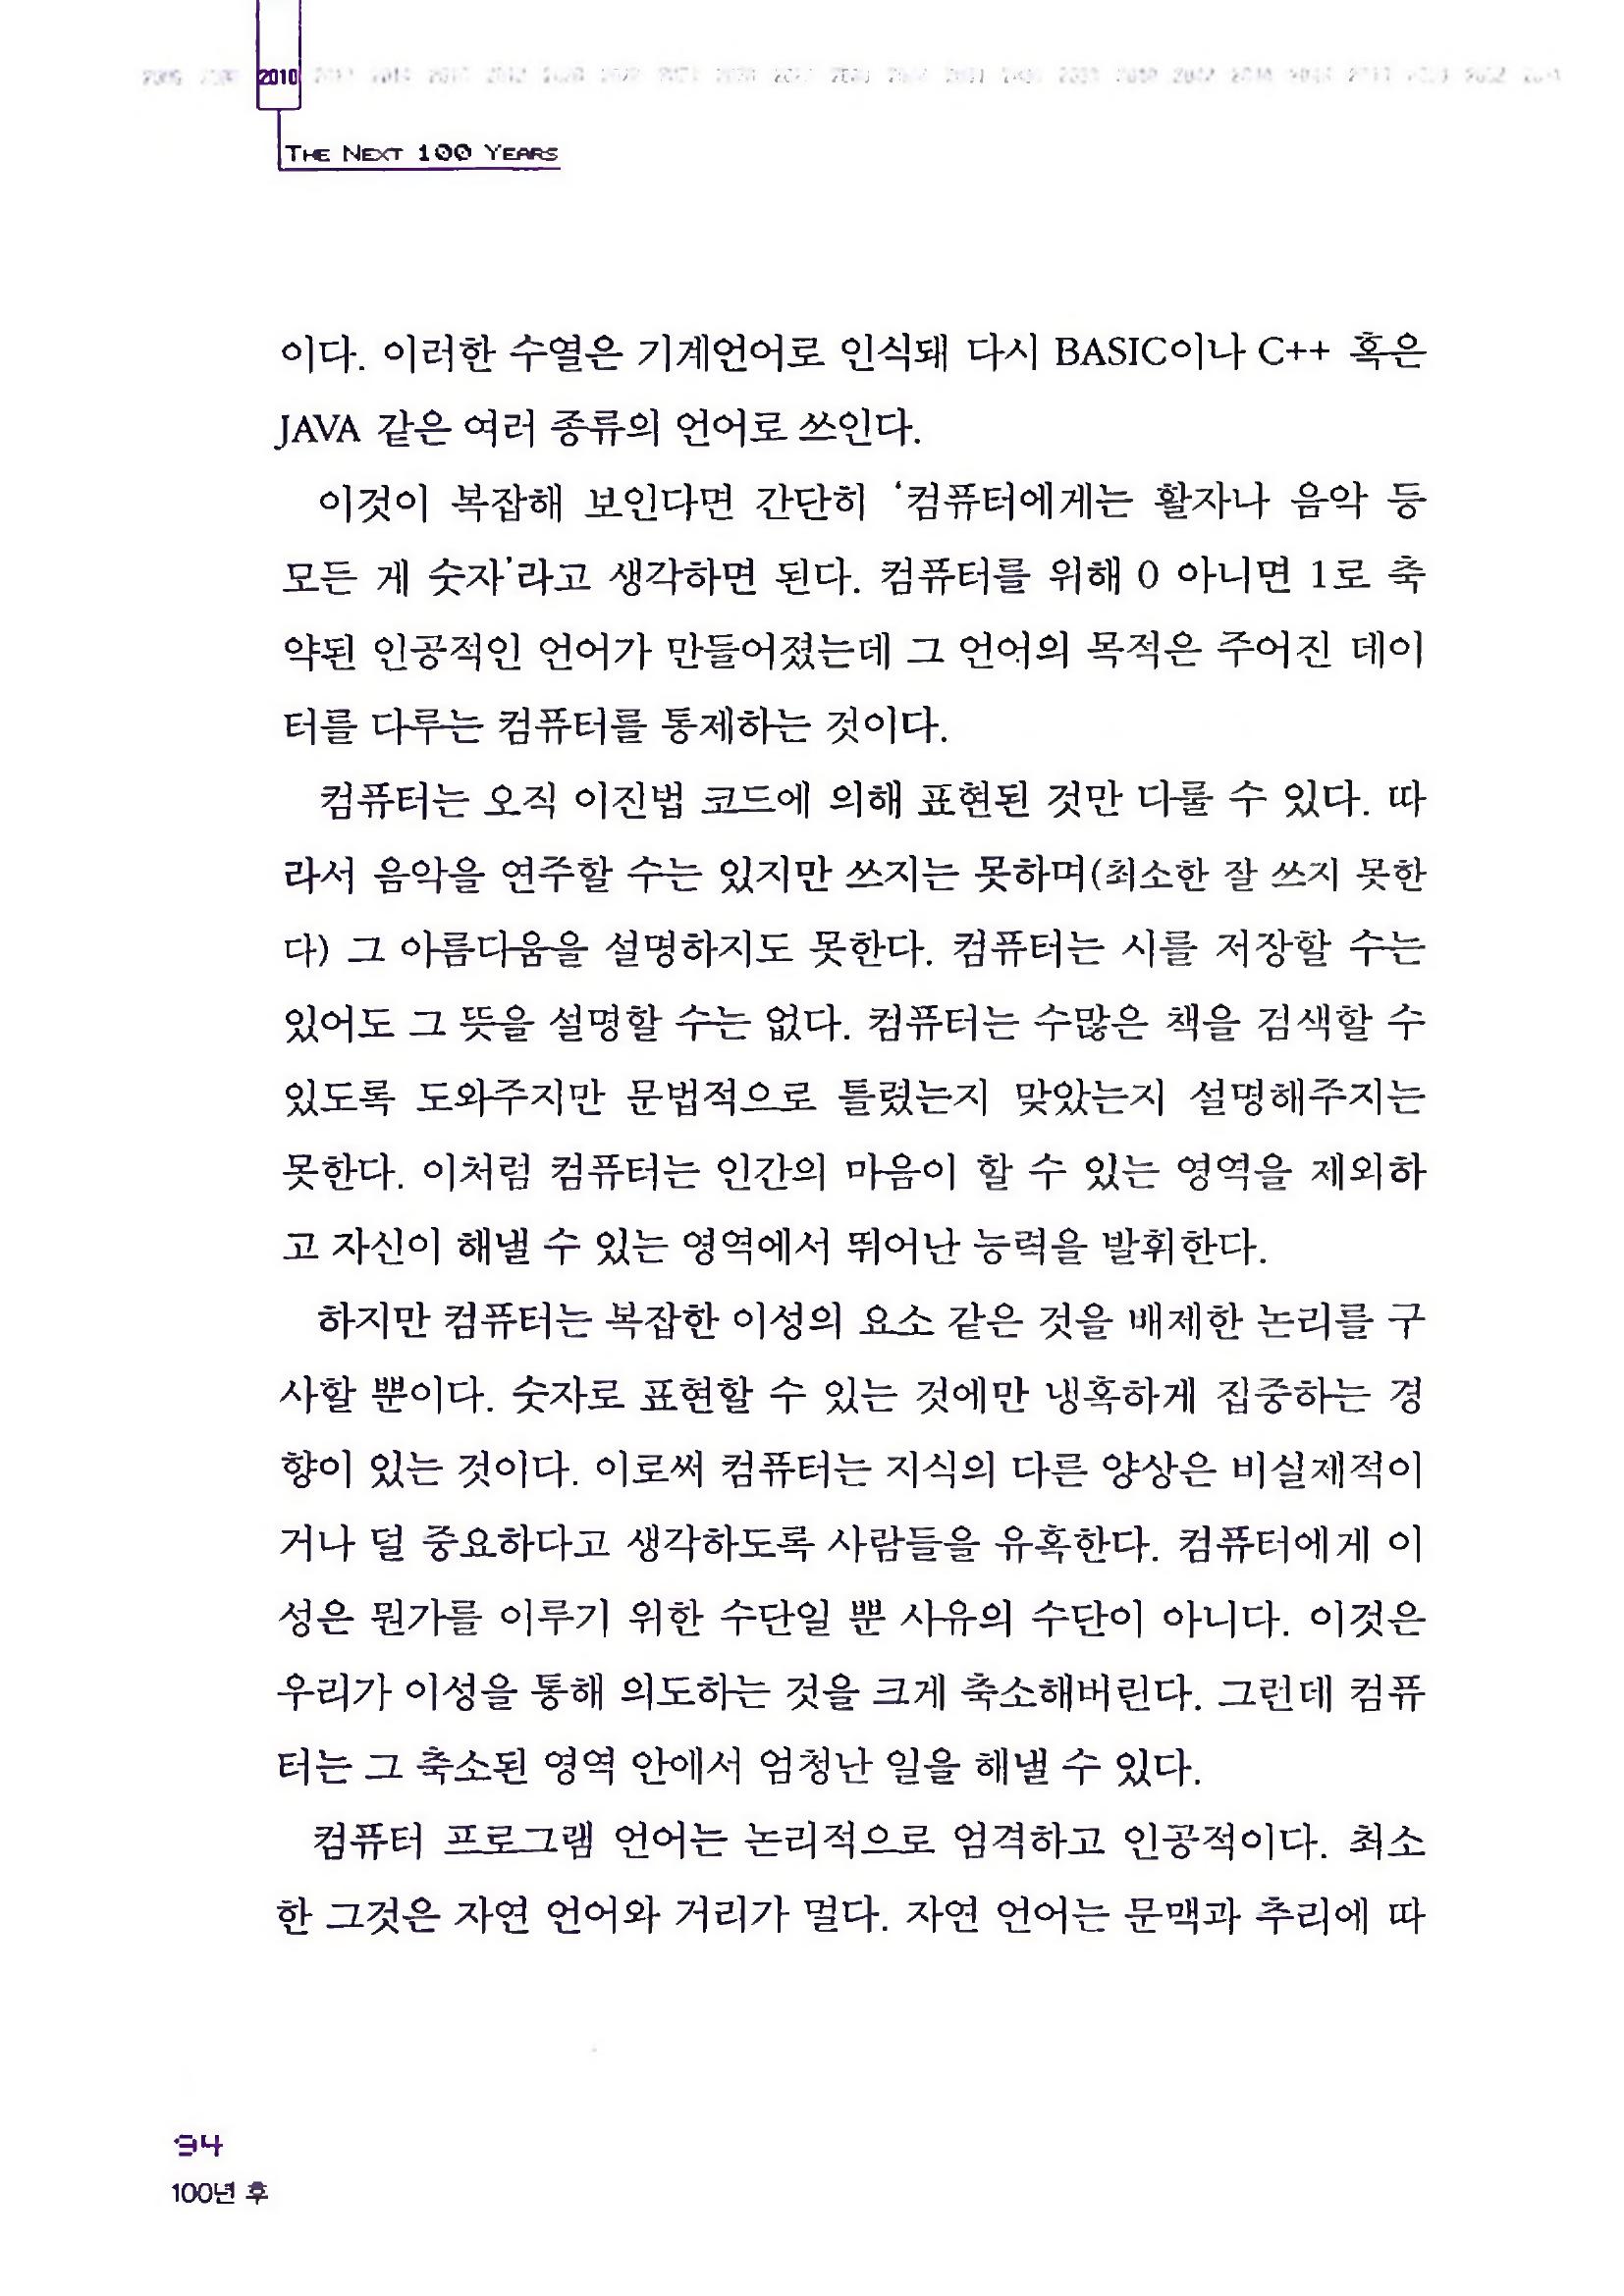 2010
THE NEXT 100 YEARS
이다. 이러한 수열은 기계언어로 인식돼 다시 BASIC이나 C++ 혹은
JAVA 같은 여러 종류의 언어로 쓰인다.
이것이 복잡해 보인다면 간단히 ‘컴퓨터에게는 활자나 음악 등
모든 게 숫자’라고 생각하면 된다. 컴퓨터를 위해 0 아니면 1로 축
약된 인공적인 언어가 만들어졌는데 그 언어의 목적은 주어진 데이
터를 다루는 컴퓨터를 통제하는 것이다.
컴퓨터는 오직 이진법 코드에 의해 표현된 것만 다룰 수 있다. 따
라서 음악을 연주할 수는 있지만 쓰지는 못하며(최소한 잘 쓰지 못한
다) 그 아름다움을 설명하지도 못한다. 컴퓨터는 시를 저장할 수는
있어도 그 뜻을 설명할 수는 없다. 컴퓨터는 수많은 책을 검색할 수
있도록 도와주지만 문법적으로 틀렸는지 맞았는지 설명해주지는
못한다. 이처럼 컴퓨터는 인간의 마음이 할 수 있는 영역을 제외하
고 자신이 해낼 수 있는 영역에서 뛰어난 능력을 발휘한다.
하지만 컴퓨터는 복잡한 이성의 요소 같은 것을 배제한 논리를 구
사할 뿐이다. 숫자로 표현할 수 있는 것에만 냉혹하게 집중하는 경
향이 있는 것이다. 이로써 컴퓨터는 지식의 다른 양상은 비실제적이
거나 덜 중요하다고 생각하도록 사람들을 유혹한다. 컴퓨터에게 이
성은 뭔가를 이루기 위한 수단일 뿐 사유의 수단이 아니다. 이것은
우리가 이성을 통해 의도하는 것을 크게 축소해버린다. 그런데 컴퓨
터는 그 축소된 영역 안에서 엄청난 일을 해낼 수 있다.
컴퓨터 프로그램 언어는 논리적으로 엄격하고 인공적이다. 최소
한 그것은 자연 언어와 거리가 멀다. 자연 언어는 문맥과 추리에 따
94
100년 후